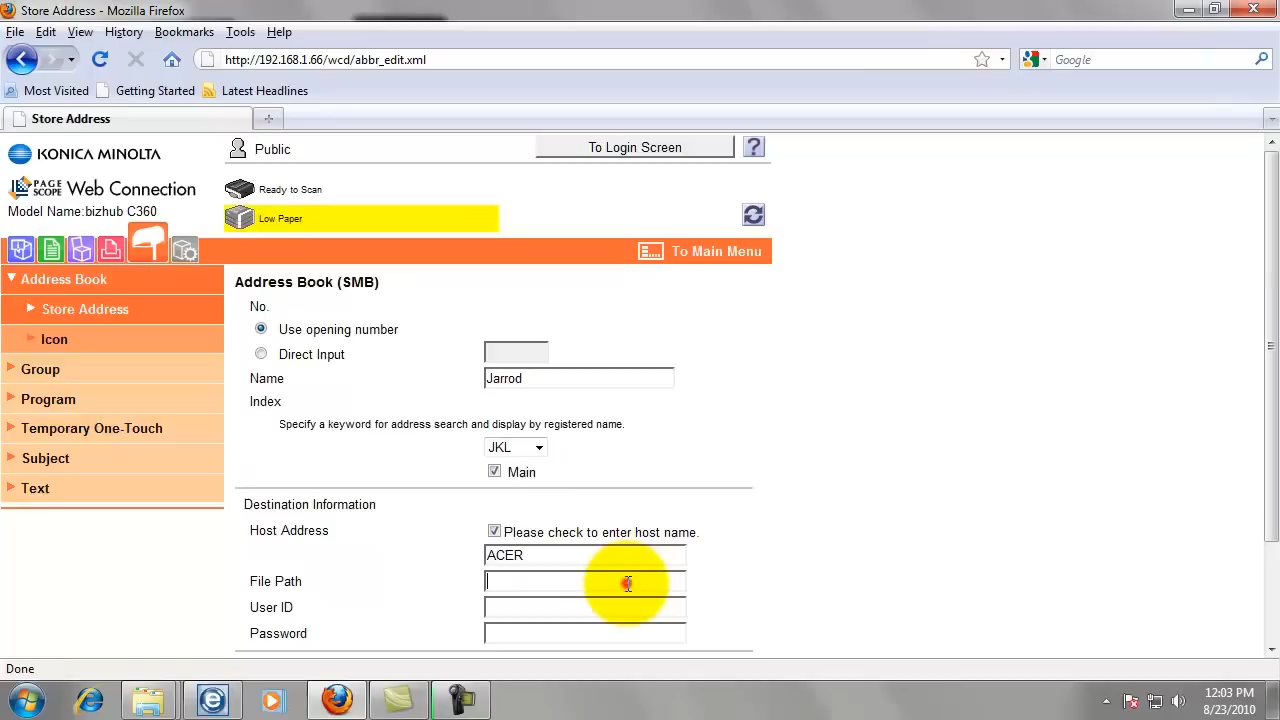 Store Address - Mozilla Firefox
File Edit View History Bookmarks Tools Help
http://192.168.1.66/wcd/abbr_edit.xml
Google
Most Visited Getting Started Latest Headlines
Store Address
KONICA MINOLTA
Public
To Login Screen
?
PAGE SCOPE Web Connection
Ready to Scan
Model Name:bizhub C360
Low Paper
To Main Menu
Address Book
Store Address
Icon
Group
Program
Temporary One-Touch
Subject
Text
Address Book (SMB)
No.
Use opening number
Direct Input
Name
Jarrod
Index
Specify a keyword for address search and display by registered name.
JKL
Main
Destination Information
Host Address
Please check to enter host name.
ACER
File Path
User ID
Password
Done
12:03 PM
8/23/2010